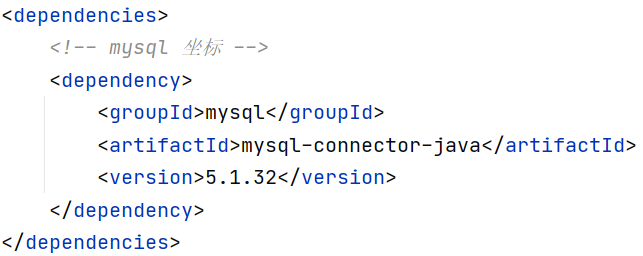 <dependencies>
<!-- mysql 坐标 -->
<dependency>
<groupId>mysql</groupId>
<artifactId>mysql-connector-java</artifactId>
<version>5.1.32</version>
</dependency>
</dependencies>